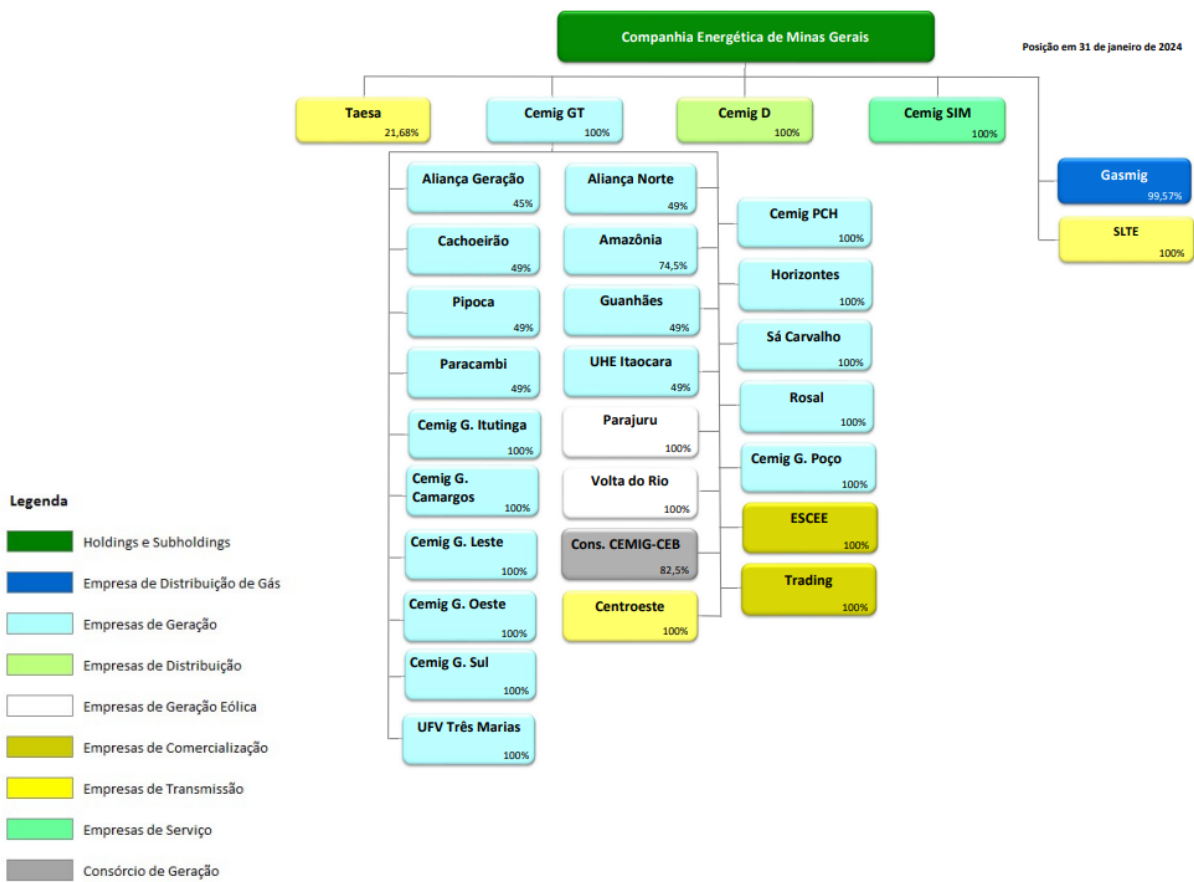 Companhia Energética de Minas Gerais
Posição em 31 de janeiro de 2024
Taesa
21,68%
Cemig GT
100%
Cemig D
100%
Cemig SIM
100%
Gasmig
99,57%
SLTE
100%
Aliança Geração
45%
Cachoeirão
49%
Pipoca
49%
Paracambi
49%
Cemig G. Itutinga
100%
Cemig G.
Camargos
100%
Cemig G. Leste
100%
Cemig G. Oeste
100%
Cemig G. Sul
100%
UFV Três Marias
100%
Aliança Norte
49%
Amazônia
74,5%
Guanhães
49%
UHE Itaocara
49%
Parajuru
100%
Volta do Rio
100%
Cons. CEMIG-CEB
82,5%
Centroeste
100%
Cemig PCH
100%
Horizontes
100%
Sá Carvalho
100%
Rosal
100%
Cemig G. Poço
100%
ESCEE
100%
Trading
100%
Legenda
Holdings e Subholdings
Empresa de Distribuição de Gás
Empresas de Geração
Empresas de Distribuição
Empresas de Geração Eólica
Empresas de Comercialização
Empresas de Transmissão
Empresas de Serviço
Consórcio de Geração